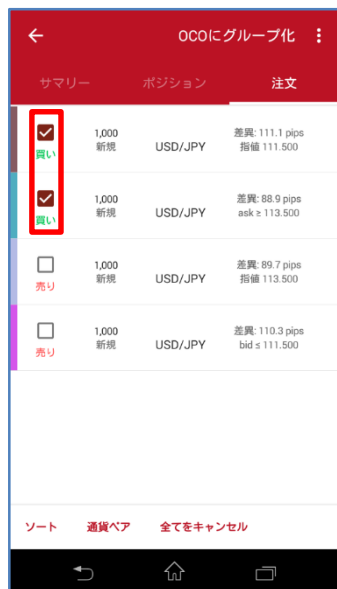 OCOにグループ化
サマリー ポジション 注文
1,000 差異: 111.1 pips
買い 新規 USD/JPY 指値 111.500
1,000 差異: 88.9 pips
買い 新規 USD/JPY ask ≥ 113.500
1,000 差異: 89.7 pips
売り 新規 USD/JPY 指値 113.500
1,000 差異: 110.3 pips
売り 新規 USD/JPY bid ≤ 111.500
ソート 通貨ペア 全てをキャンセル